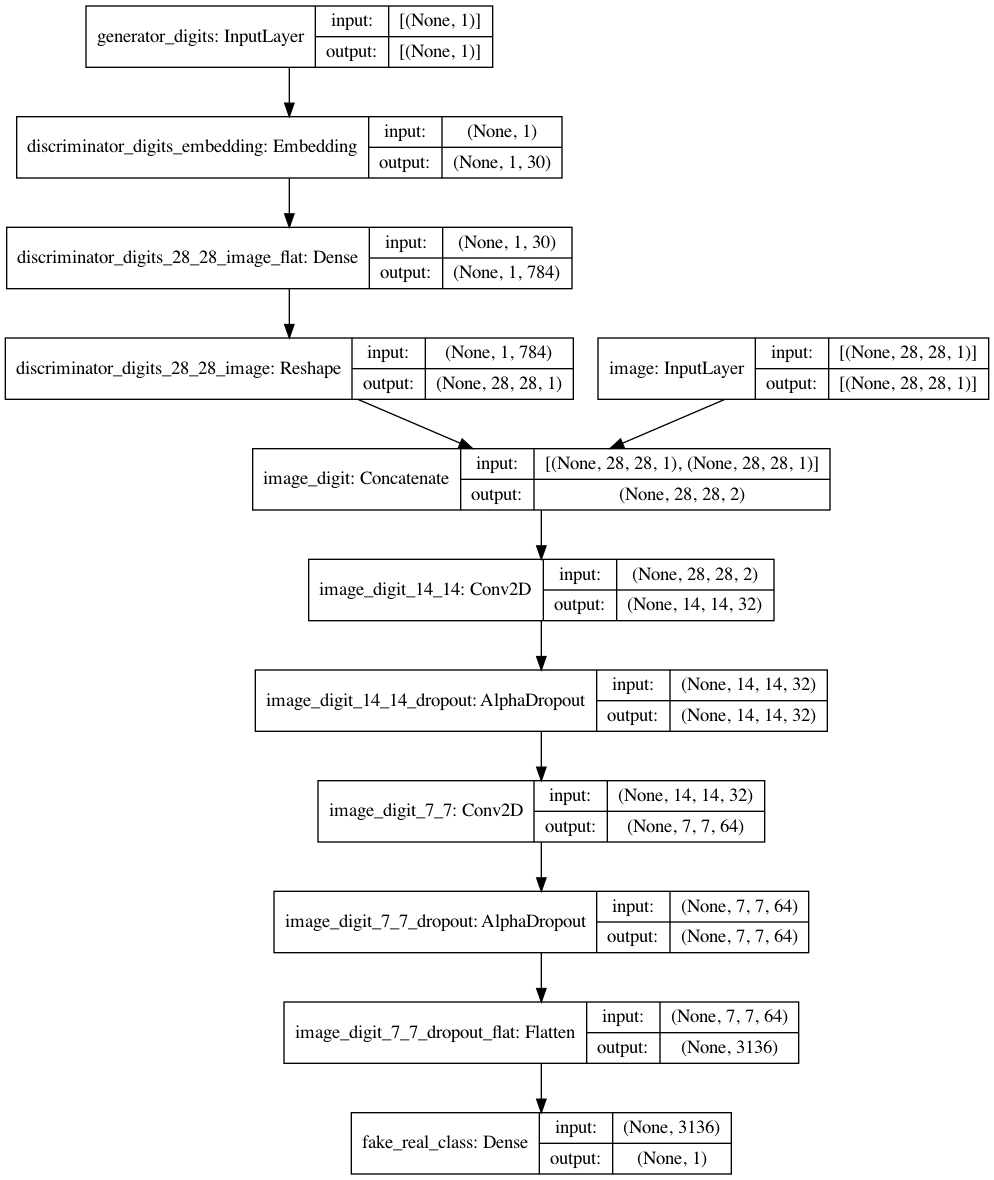 generator_digits: InputLayer
input: [(None, 1)]
output: [(None, 1)]
discriminator_digits_embedding: Embedding
input: (None, 1)
output: (None, 1, 30)
discriminator_digits_28_28_image_flat: Dense
input: (None, 1, 30)
output: (None, 1, 784)
discriminator_digits_28_28_image: Reshape
input: (None, 1, 784)
output: (None, 28, 28, 1)
image: InputLayer
input: [(None, 28, 28, 1)]
output: [(None, 28, 28, 1)]
image_digit: Concatenate
input: [(None, 28, 28, 1), (None, 28, 28, 1)]
output: (None, 28, 28, 2)
image_digit_14_14: Conv2D
input: (None, 28, 28, 2)
output: (None, 14, 14, 32)
image_digit_14_14_dropout: AlphaDropout
input: (None, 14, 14, 32)
output: (None, 14, 14, 32)
image_digit_7_7: Conv2D
input: (None, 14, 14, 32)
output: (None, 7, 7, 64)
image_digit_7_7_dropout: AlphaDropout
input: (None, 7, 7, 64)
output: (None, 7, 7, 64)
image_digit_7_7_dropout_flat: Flatten
input: (None, 7, 7, 64)
output: (None, 3136)
fake_real_class: Dense
input: (None, 3136)
output: (None, 1)